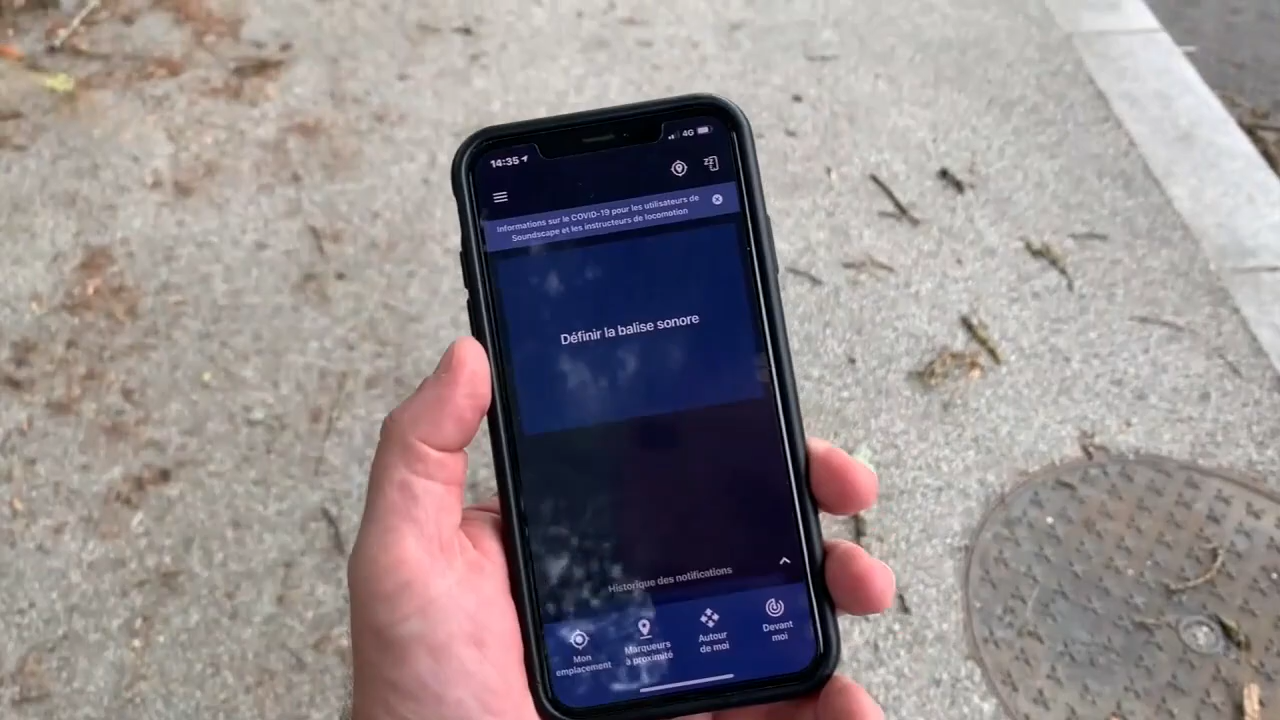 14:35
4G
Informations sur le COVID-19 pour les utilisateurs de
Soundscape et les instructeurs de locomotion
Définir la balise sonore
Historique des notifications
Mon
emplacement
Marqueurs
à proximité
Autour
de moi
Devant
moi